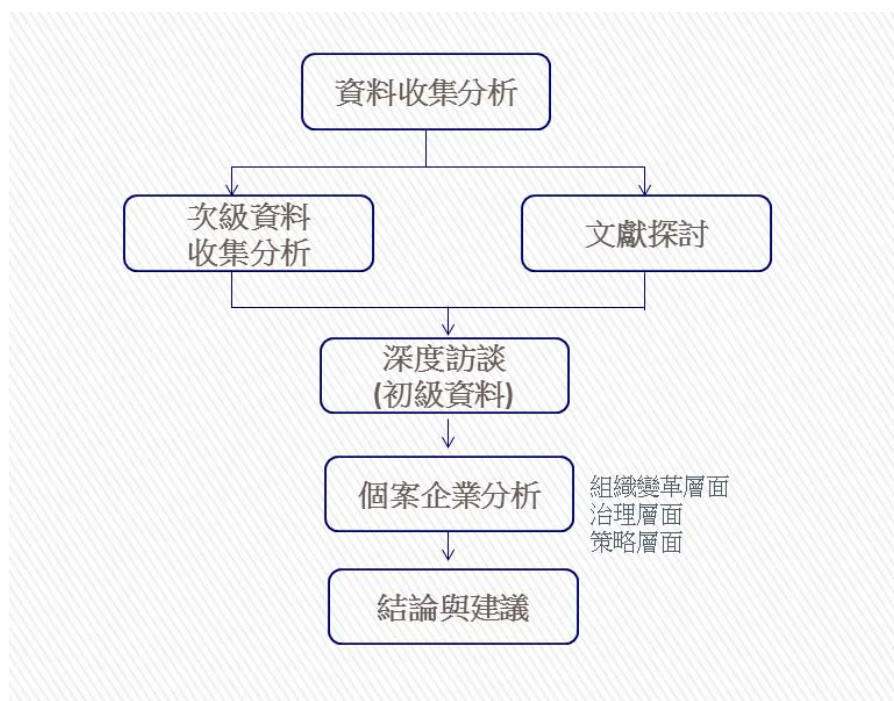 資料收集分析
次級資料
收集分析
文獻探討
深度訪談
(初級資料)
個案企業分析
組織變革層面
治理層面
策略層面
結論與建議